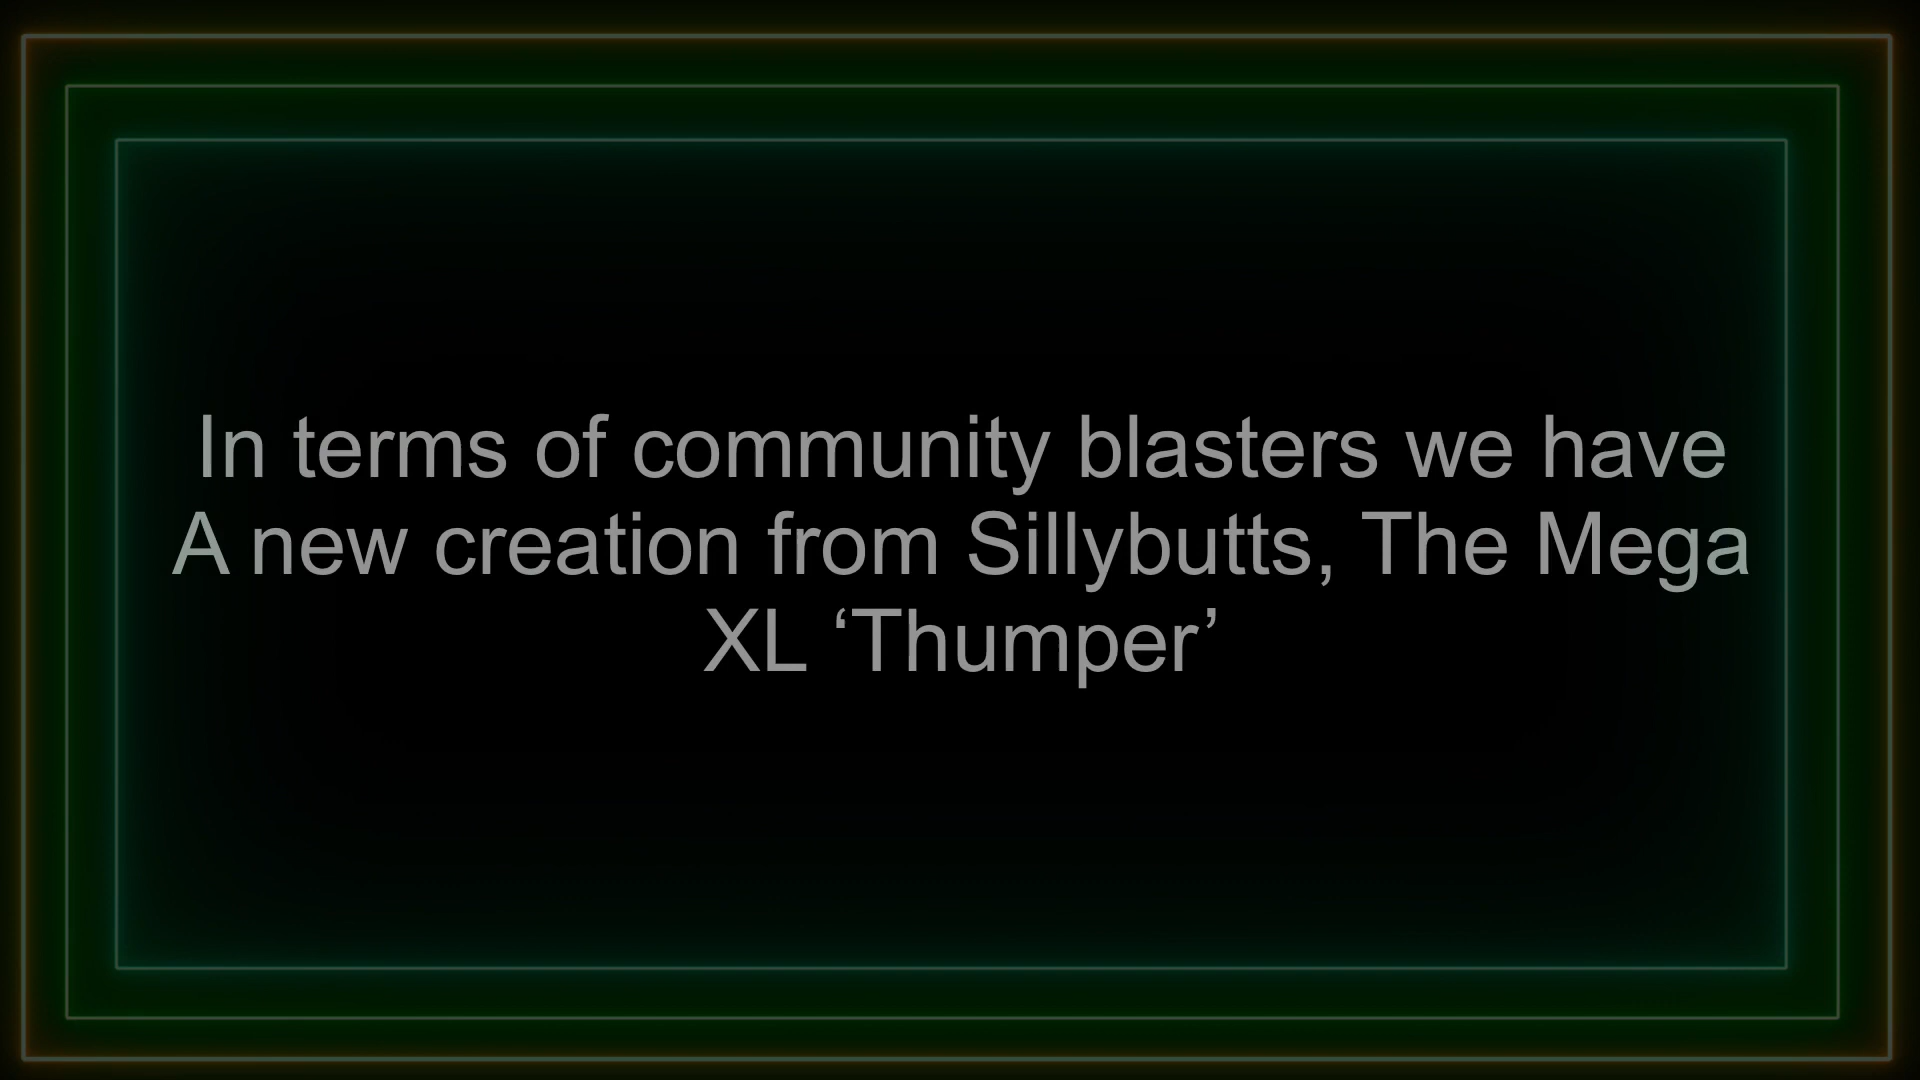 In terms of community blasters we have
A new creation from Sillybutts, The Mega
XL ‘Thumper’